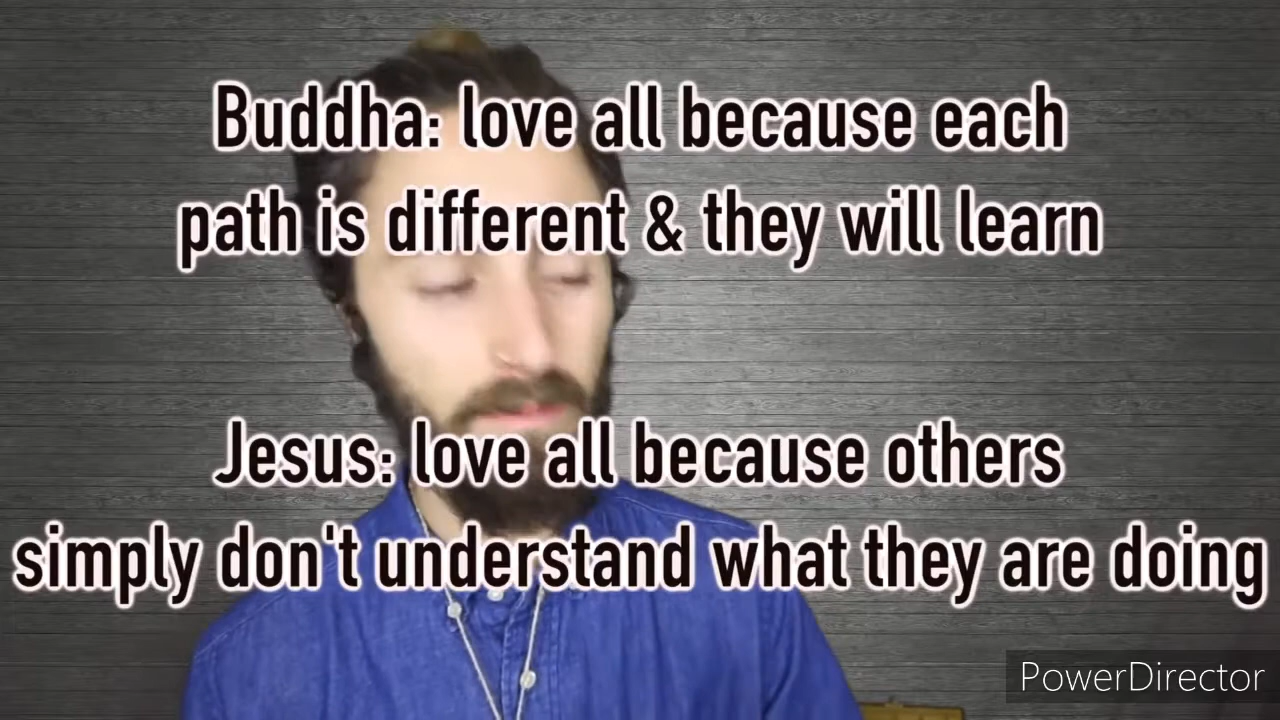 Buddha: love all because each
path is different & they will learn
Jesus: love all because others
simply don't understand what they are doing
PowerDirector